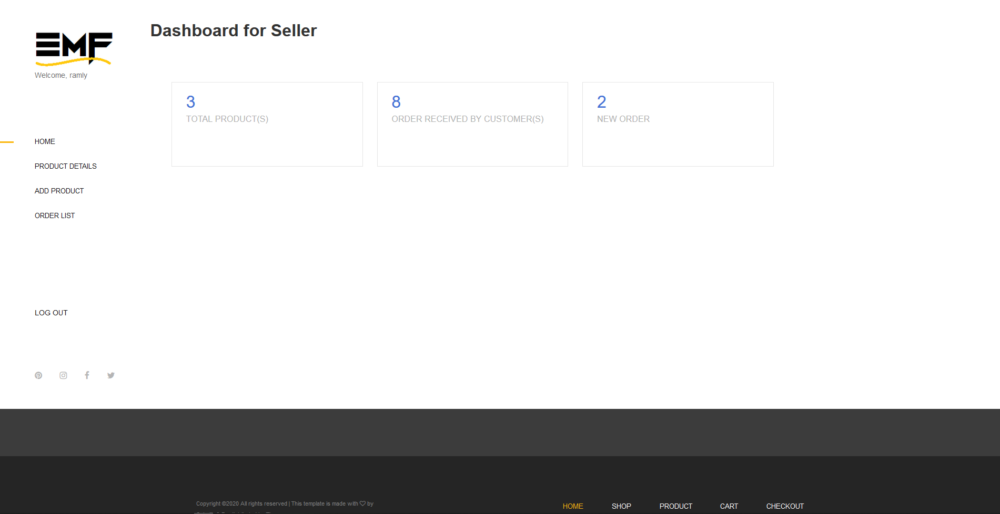 EMF
Welcome, ramly
HOME
PRODUCT DETAILS
ADD PRODUCT
ORDER LIST
LOG OUT
Dashboard for Seller
3
TOTAL PRODUCT(S)
8
ORDER RECEIVED BY CUSTOMER(S)
2
NEW ORDER
Copyright ©2020 All rights reserved | This template is made with ♡ by
HOME
SHOP
PRODUCT
CART
CHECKOUT